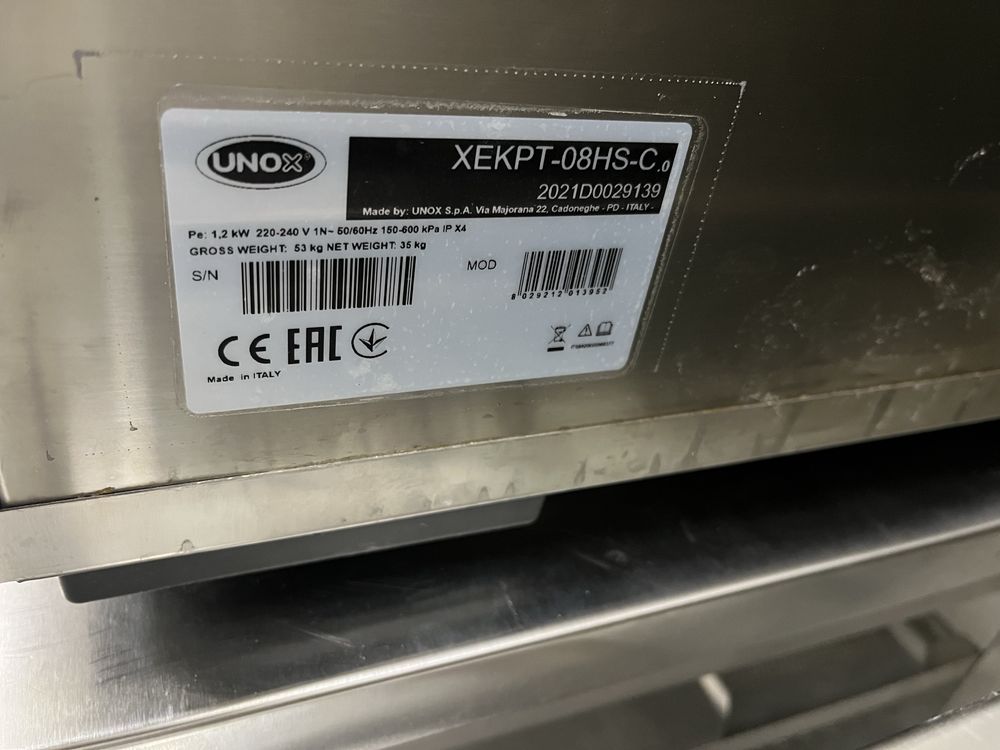 UNOX®
XEKPT-08HS-C.0
2021D0029139
Made by: UNOX S.p.A. Via Majorana 22, Cadoneghe - PD - ITALY -
Pe: 1,2 kW 220-240 V 1N~ 50/60Hz 150-600 kPa IP X4
GROSS WEIGHT: 53 kg NET WEIGHT: 35 kg
S/N
MOD
8 029212 013952
CE EAC
Made in ITALY